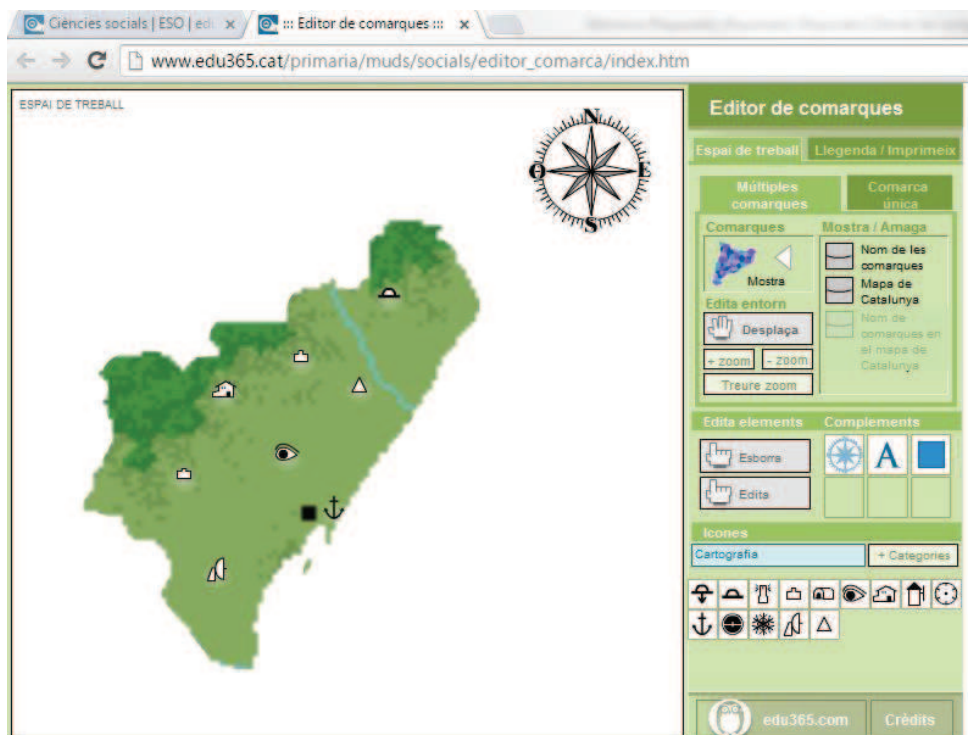 Ciències socials | ESO | ed
::: Editor de comarques :::
www.edu365.cat/primaria/muds/socials/editor_comarca/index.htm
ESPAI DE TREBALL
N
O
E
S
Editor de comarques
Espai de treball
Llegenda / Imprimeix
Múltiples
comarques
Comarca
única
Comarques
Mostra
Mostra / Amaga
Nom de les
comarques
Mapa de
Catalunya
Nom de
comarques en
el mapa de
Catalunya
Edita entorn
Desplaça
+ zoom
- zoom
Treure zoom
Edita elements
Complements
Esborra
A
Edita
Icones
Cartografia
+ Categories
edu365.com
Crèdits